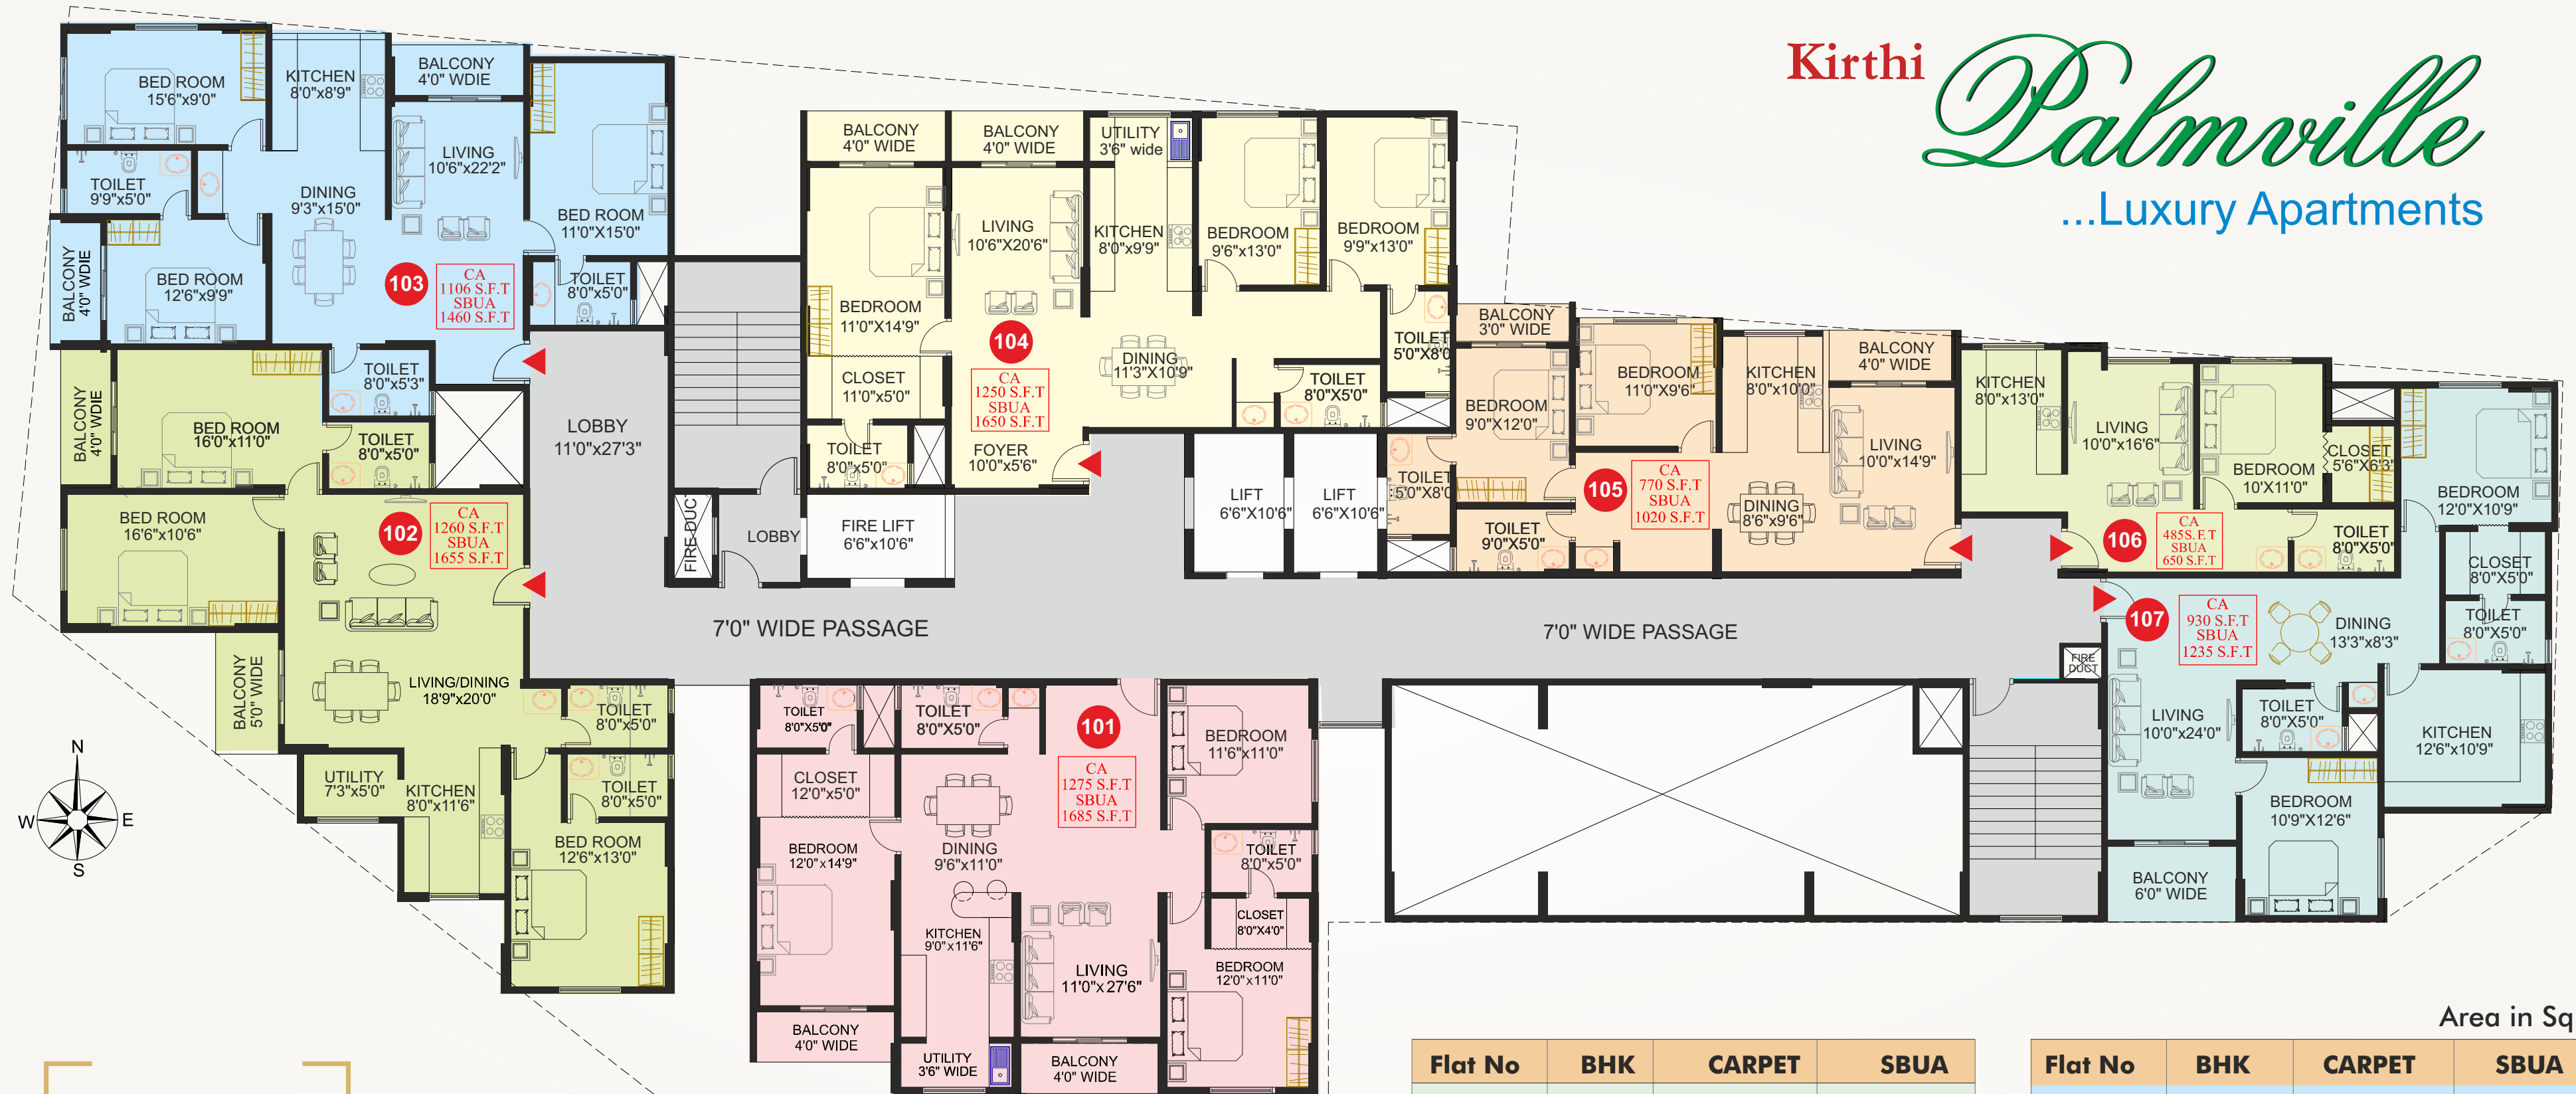 Kirthi
Palmville
...Luxury Apartments
BED ROOM
15'6"x9'0"
KITCHEN
8'0"x8'9"
BALCONY
4'0" WDIE
LIVING
10'6"x22'2"
TOILET
9'9"x5'0"
DINING
9'3"x15'0"
BED ROOM
11'0"X15'0"
BALCONY
4'0" WDIE
BED ROOM
12'6"x9'9"
103
CA
1106 S.F.T
SBUA
1460 S.F.T
TOILET
8'0"x5'0"
TOILET
8'0"x5'3"
BALCONY
4'0" WDIE
BED ROOM
16'0"x11'0"
TOILET
8'0"x5'0"
BED ROOM
16'6"x10'6"
102
CA
1260 S.F.T
SBUA
1655 S.F.T
BALCONY
5'0" WIDE
LIVING/DINING
18'9"x20'0"
TOILET
8'0"x5'0"
UTILITY
7'3"x5'0"
KITCHEN
8'0"x11'6"
TOILET
8'0"x5'0"
BED ROOM
12'6"x13'0"
N
W
E
S
LOBBY
11'0"x27'3"
FIRE DUC
LOBBY
FIRE LIFT
6'6"x10'6"
7'0" WIDE PASSAGE
BALCONY
4'0" WIDE
BALCONY
4'0" WIDE
UTILITY
3'6" wide
LIVING
10'6"X20'6"
KITCHEN
8'0"x9'9"
BEDROOM
9'6"x13'0"
BEDROOM
9'9"x13'0"
BEDROOM
11'0"X14'9"
104
CA
1250 S.F.T
SBUA
1650 S.F.T
DINING
11'3"X10'9"
CLOSET
11'0"x5'0"
TOILET
5'0"X8'0
TOILET
8'0"X5'0"
TOILET
8'0"x5'0"
FOYER
10'0"x5'6"
LIFT
6'6"X10'6"
LIFT
6'6"X10'6"
BALCONY
3'0" WIDE
BEDROOM
9'0"X12'0"
BEDROOM
11'0"X9'6"
KITCHEN
8'0"x10'0"
BALCONY
4'0" WIDE
LIVING
10'0"x14'9"
TOILET
5'0"X8'0
105
CA
770 S.F.T
SBUA
1020 S.F.T
DINING
8'6"x9'6"
TOILET
9'0"X5'0"
7'0" WIDE PASSAGE
KITCHEN
8'0"x13'0"
LIVING
10'0"x16'6"
BEDROOM
10'X11'0"
CLOSET
5'6"X6'3"
106
CA
485S.F.T
SBUA
650 S.F.T
TOILET
8'0"X5'0"
BEDROOM
12'0"X10'9"
CLOSET
8'0"X5'0"
TOILET
8'0"X5'0"
107
CA
930 S.F.T
SBUA
1235 S.F.T
DINING
13'3"x8'3"
FIRE
DUCT
LIVING
10'0"x24'0"
TOILET
8'0"X5'0"
KITCHEN
12'6"x10'9"
BEDROOM
10'9"X12'6"
BALCONY
6'0" WIDE
TOILET
8'0"X5'0"
TOILET
8'0"X5'0"
101
CA
1275 S.F.T
SBUA
1685 S.F.T
BEDROOM
11'6"x11'0"
CLOSET
12'0"x5'0"
BEDROOM
12'0"x14'9"
DINING
9'6"x11'0"
TOILET
8'0"x5'0"
CLOSET
8'0"X4'0"
KITCHEN
9'0"x11'6"
LIVING
11'0"x27'6"
BEDROOM
12'0"x11'0"
BALCONY
4'0" WIDE
UTILITY
3'6" WIDE
BALCONY
4'0" WIDE
Area in Sq
Flat No BHK CARPET SBUA
Flat No BHK CARPET SBUA